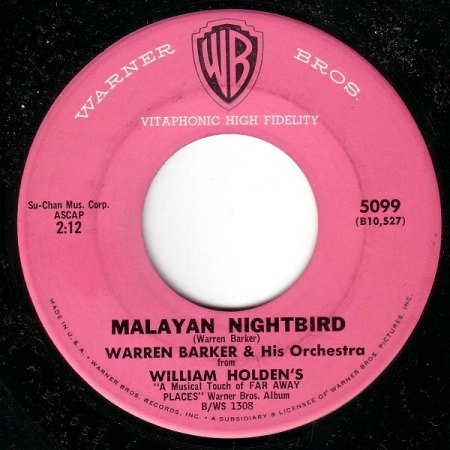 WARNER BROS.
WB
VITAPHONIC HIGH FIDELITY
Su-Chan Mus. Corp.
ASCAP
2:12
5099
(B10,527)
MALAYAN NIGHTBIRD
(Warren Barker)
WARREN BARKER & His Orchestra
from
WILLIAM HOLDEN'S
"A Musical Touch of FAR AWAY
PLACES" Warner Bros. Album
B/WS 1308
MADE IN U.S.A. • WARNER BROS. RECORDS, INC. • A SUBSIDIARY & LICENSEE OF WARNER BROS. PICTURES, INC.